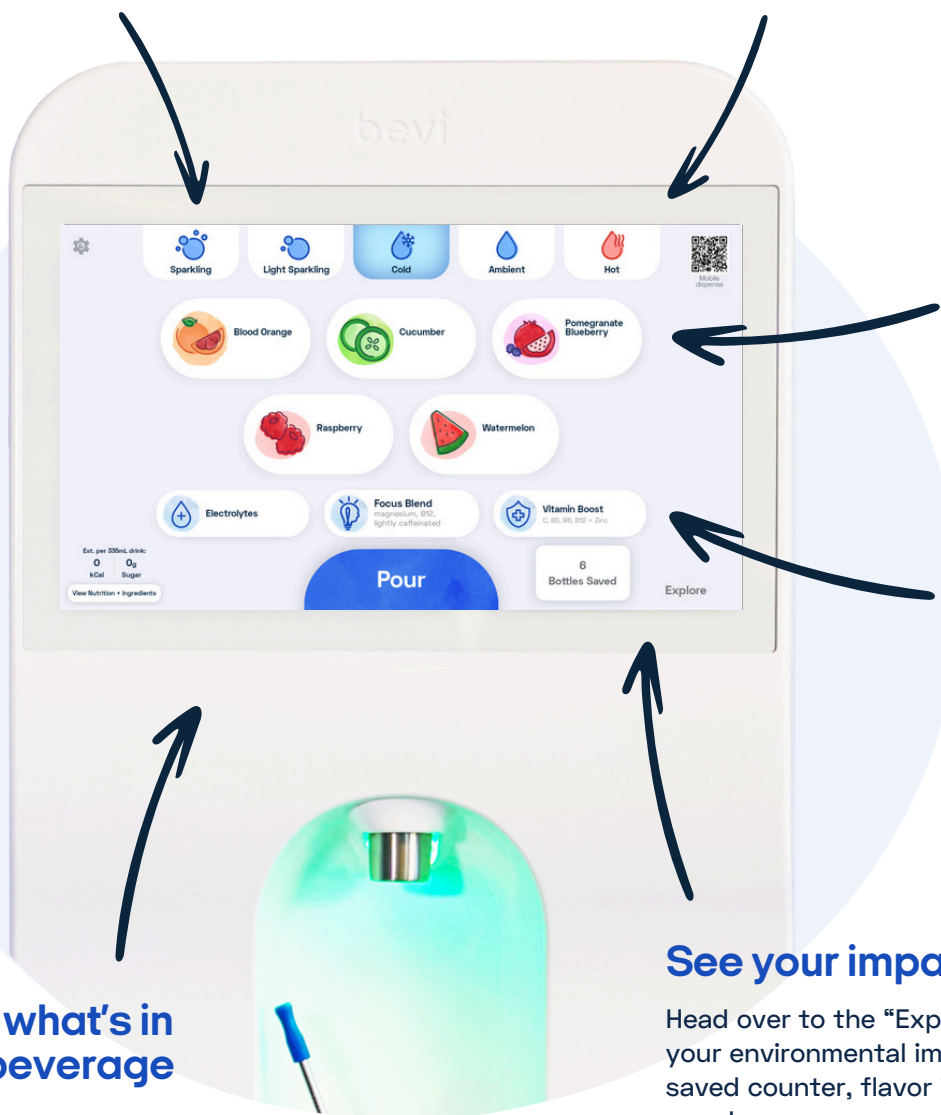 bevi
Sparkling
Light Sparkling
Cold
Ambient
Hot
Mobile
dispense
Blood Orange
Cucumber
Pomegranate
Blueberry
Raspberry
Watermelon
Electrolytes
Focus Blend
magnesium, B12,
lightly caffeinated
Vitamin Boost
C, B5, B6, B12 + Zinc
Est. per 335mL drink:
0
kCal
0g
Sugar
View Nutrition + Ingredients
Pour
6
Bottles Saved
Explore
what's in
beverage
See your impa
Head over to the “Exp
your environmental im
saved counter, flavor